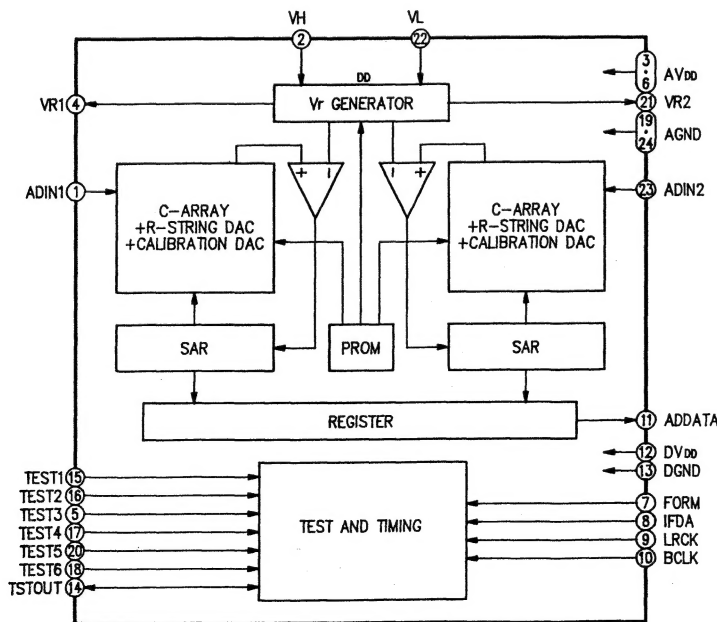 VH
VL
2
22
3·6 AVDD
DD
VR1 4
Vr GENERATOR
21 VR2
19·24 AGND
+ −
− +
ADIN1 1
23 ADIN2
C-ARRAY
+R-STRING DAC
+CALIBRATION DAC
C-ARRAY
+R-STRING DAC
+CALIBRATION DAC
SAR
PROM
SAR
REGISTER
11 ADDATA
12 DVDD
13 DGND
TEST1 15
TEST2 16
TEST3 5
TEST4 17
TEST5 20
TEST6 18
TSTOUT 14
TEST AND TIMING
7 FORM
8 IFDA
9 LRCK
10 BCLK